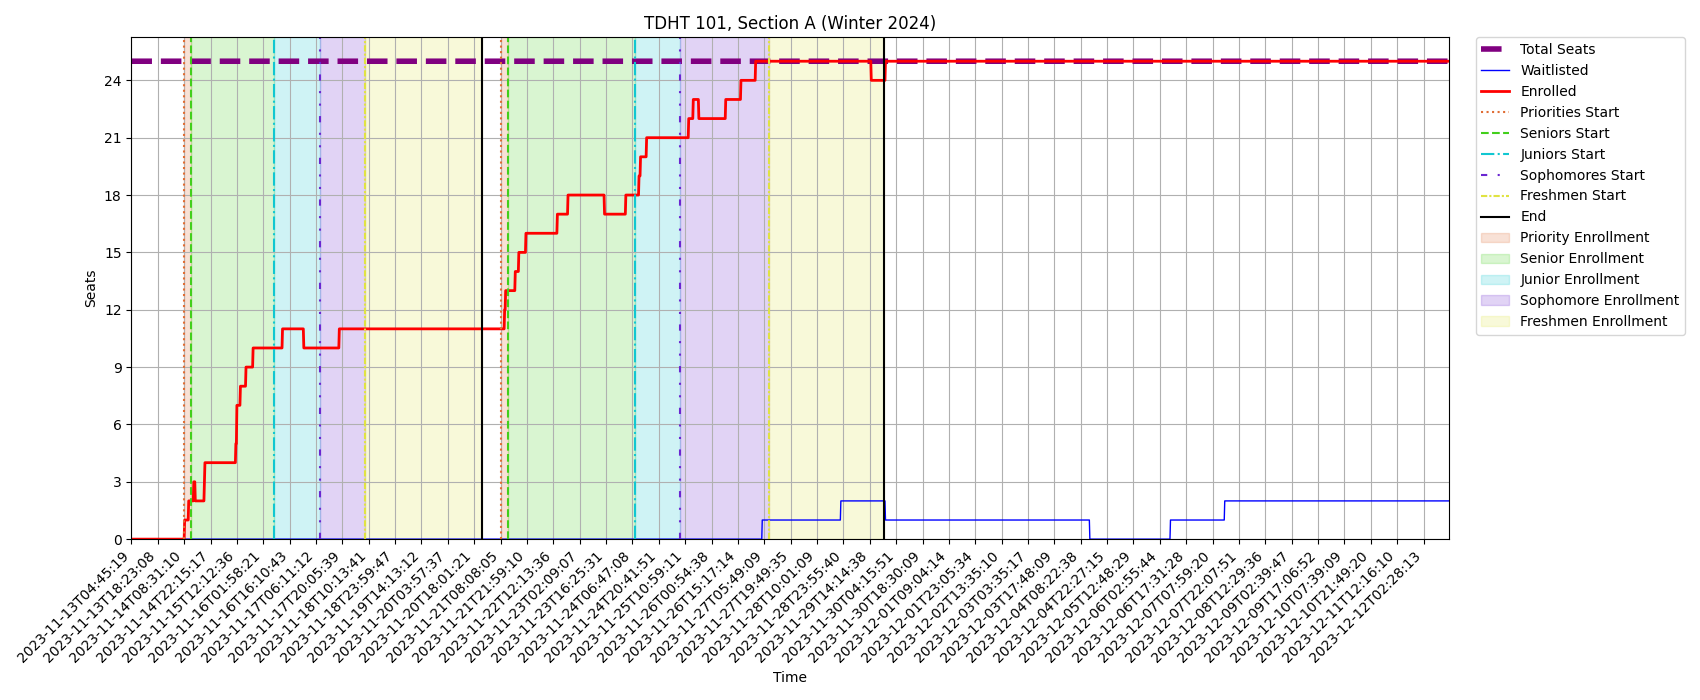 TDHT 101, Section A (Winter 2024)
Total Seats
Waitlisted
Enrolled
Priorities Start
Seniors Start
Juniors Start
Sophomores Start
Freshmen Start
End
Priority Enrollment
Senior Enrollment
Junior Enrollment
Sophomore Enrollment
Freshmen Enrollment
Seats
24
21
18
15
12
9
6
3
0
2023-11-13T04:45:19
2023-11-13T18:23:08
2023-11-14T08:31:10
2023-11-14T22:15:17
2023-11-15T12:12:36
2023-11-16T01:58:21
2023-11-16T16:10:43
2023-11-17T06:11:12
2023-11-17T20:05:39
2023-11-18T10:13:41
2023-11-18T23:59:47
2023-11-19T14:13:12
2023-11-20T03:57:37
2023-11-20T18:01:23
2023-11-21T08:08:05
2023-11-21T21:59:10
2023-11-22T12:13:36
2023-11-23T02:09:07
2023-11-23T16:25:31
2023-11-24T06:47:08
2023-11-24T20:41:51
2023-11-25T10:59:11
2023-11-26T00:54:38
2023-11-26T15:17:14
2023-11-27T05:49:09
2023-11-27T19:49:35
2023-11-28T10:01:09
2023-11-28T23:55:40
2023-11-29T14:14:38
2023-11-30T04:15:51
2023-11-30T18:30:09
2023-12-01T09:04:14
2023-12-01T23:05:34
2023-12-02T13:35:10
2023-12-03T03:35:17
2023-12-03T17:48:09
2023-12-04T08:22:38
2023-12-04T22:27:15
2023-12-05T12:48:29
2023-12-06T02:55:44
2023-12-06T17:31:28
2023-12-07T07:59:20
2023-12-07T22:07:51
2023-12-08T12:29:36
2023-12-09T02:39:47
2023-12-09T17:06:52
2023-12-10T07:39:09
2023-12-10T21:49:20
2023-12-11T12:16:10
2023-12-12T02:28:13
Time